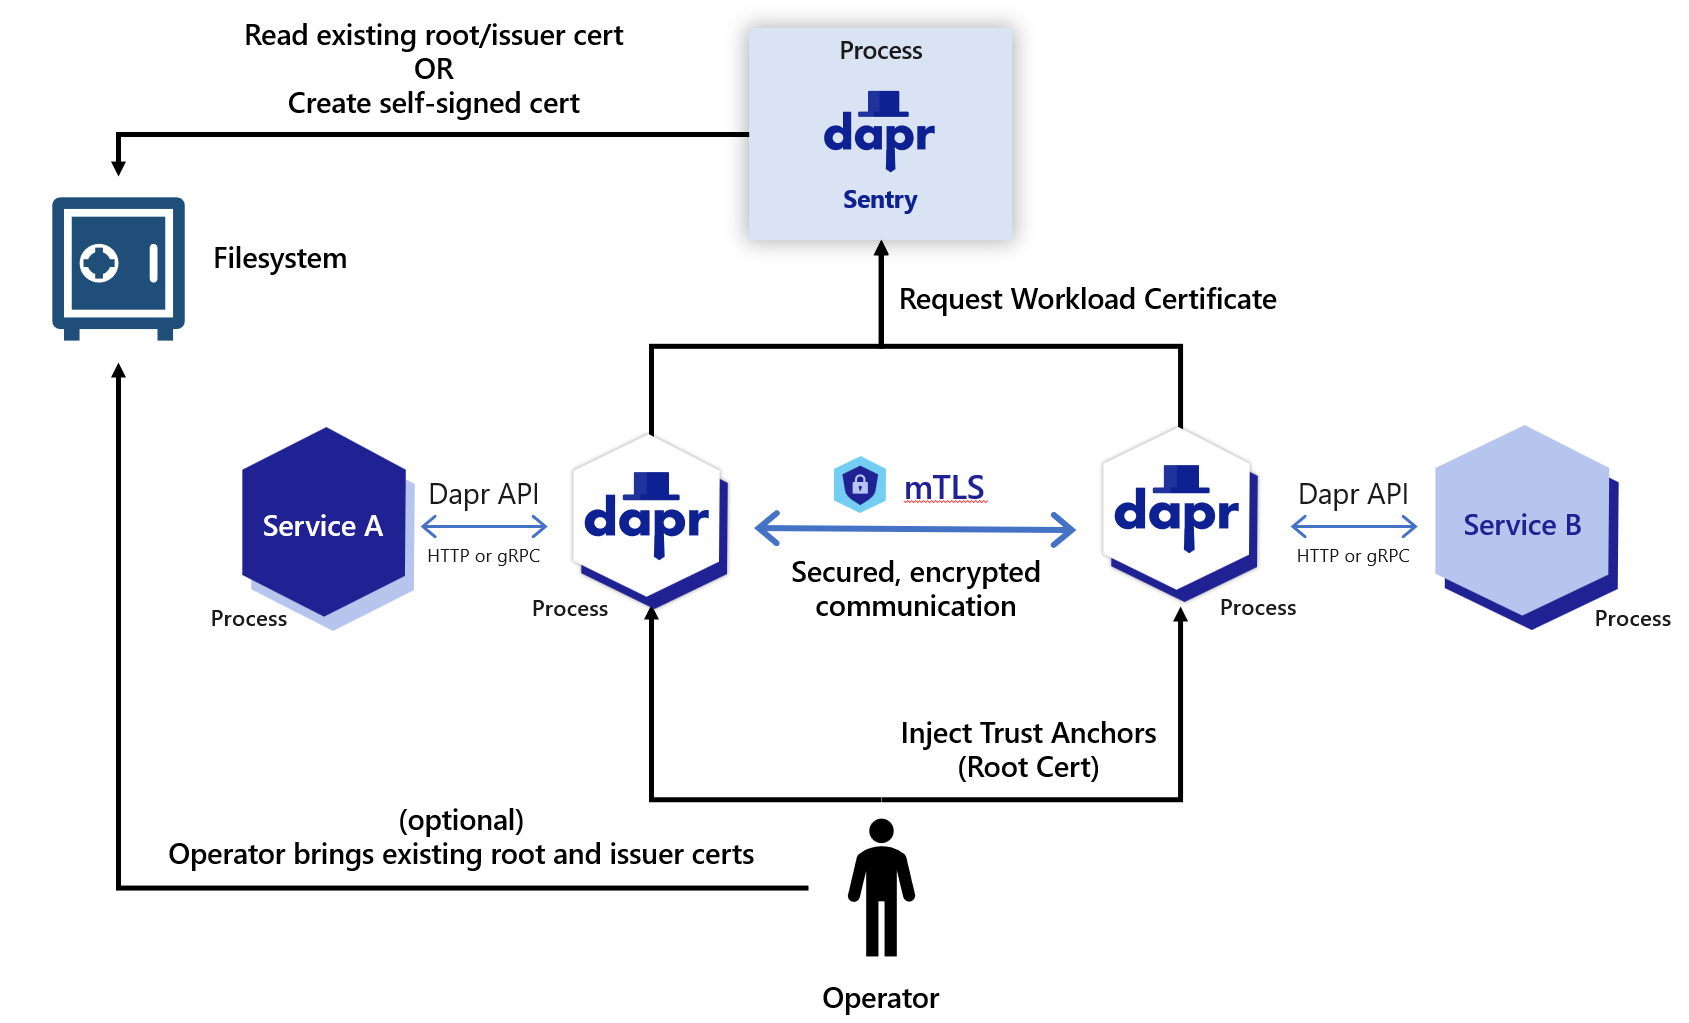 Read existing root/issuer cert
OR
Create self-signed cert
Process
dapr
Sentry
Filesystem
Request Workload Certificate
Service A
Process
Dapr API
HTTP or gRPC
dapr
Process
mTLS
Secured, encrypted
communication
dapr
Process
Dapr API
HTTP or gRPC
Service B
Process
Inject Trust Anchors
(Root Cert)
(optional)
Operator brings existing root and issuer certs
Operator